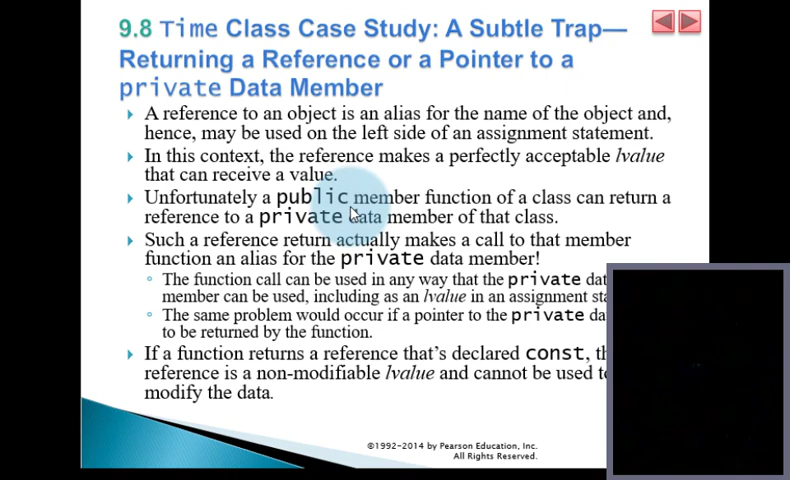 9.8 Time Class Case Study: A Subtle Trap—
Returning a Reference or a Pointer to a
private Data Member
A reference to an object is an alias for the name of the object and,
hence, may be used on the left side of an assignment statement.
In this context, the reference makes a perfectly acceptable lvalue
that can receive a value.
Unfortunately a public member function of a class can return a
reference to a private data member of that class.
Such a reference return actually makes a call to that member
function an alias for the private data member!
The function call can be used in any way that the private
member can be used, including as an lvalue in an assignment
The same problem would occur if a pointer to the private
to be returned by the function.
If a function returns a reference that's declared const,
reference is a non-modifiable lvalue and cannot be used
modify the data.
©1992-2014 by Pearson Education, Inc.
All Rights Reserved.